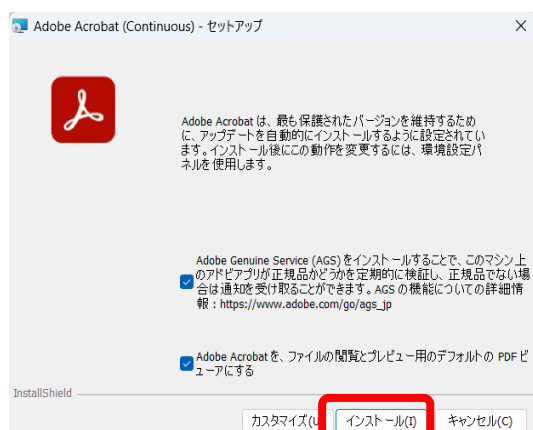 Adobe Acrobat (Continuous) - セットアップ
Adobe Acrobat は、最も保護されたバージョンを維持するため
に、アップデートを自動的にインストールするように設定されてい
ます。インストール後にこの動作を変更するには、環境設定パ
ネルを使用します。
Adobe Genuine Service (AGS) をインストールすることで、このマシン上
のアドビアプリが正規品かどうかを定期的に検証し、正規品でない場
合は通知を受け取ることができます。AGS の機能についての詳細情
報 : https://www.adobe.com/go/ags_jp
Adobe Acrobat を、ファイルの閲覧とプレビュー用のデフォルトの PDF ビ
ューアにする
InstallShield
カスタマイズ(U インストール(I) キャンセル(C)